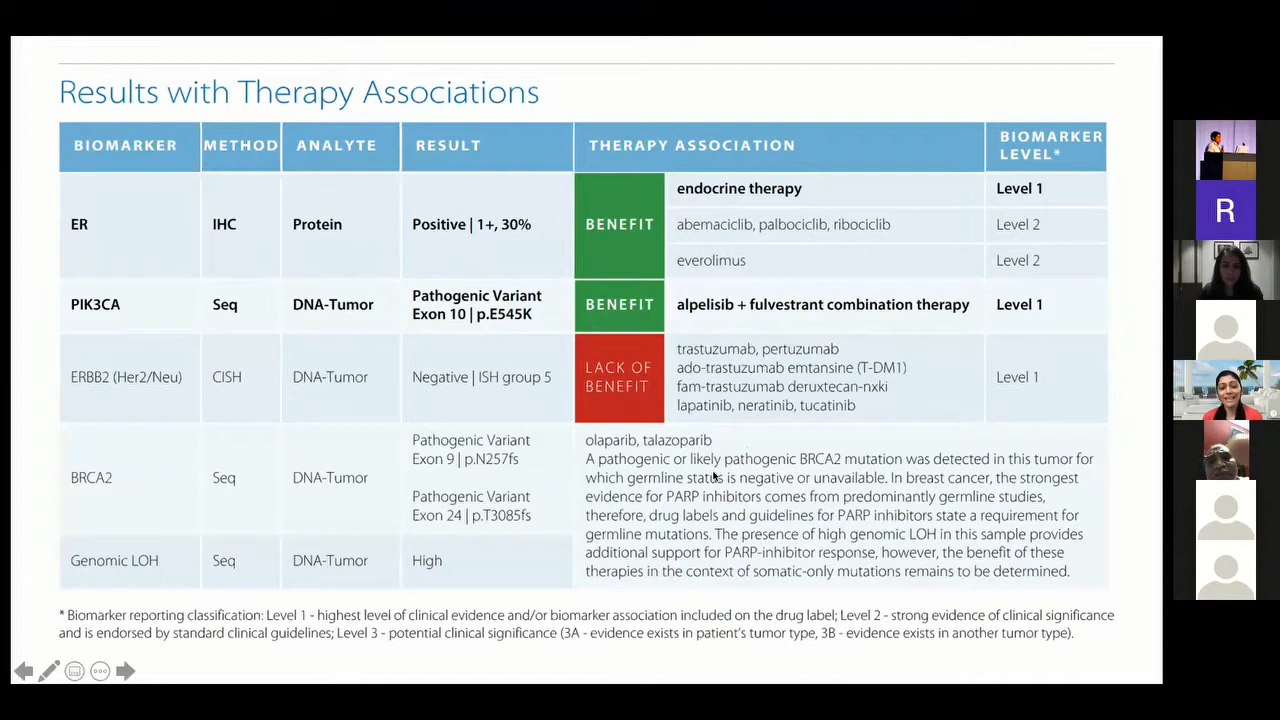 Results with Therapy Associations
BIOMARKER METHOD ANALYTE RESULT THERAPY ASSOCIATION BIOMARKER LEVEL*
ER IHC Protein Positive | 1+, 30% BENEFIT
endocrine therapy Level 1
abemaciclib, palbociclib, ribociclib Level 2
everolimus Level 2
PIK3CA Seq DNA-Tumor Pathogenic Variant
Exon 10 | p.E545K
BENEFIT alpelisib + fulvestrant combination therapy Level 1
ERBB2 (Her2/Neu) CISH DNA-Tumor Negative | ISH group 5
LACK OF
BENEFIT
trastuzumab, pertuzumab
ado-trastuzumab emtansine (T-DM1)
fam-trastuzumab deruxtecan-nxki
lapatinib, neratinib, tucatinib
Level 1
BRCA2 Seq DNA-Tumor
Pathogenic Variant
Exon 9 | p.N257fs
Pathogenic Variant
Exon 24 | p.T3085fs
Genomic LOH Seq DNA-Tumor High
olaparib, talazoparib
A pathogenic or likely pathogenic BRCA2 mutation was detected in this tumor for
which germline status is negative or unavailable. In breast cancer, the strongest
evidence for PARP inhibitors comes from predominantly germline studies,
therefore, drug labels and guidelines for PARP inhibitors state a requirement for
germline mutations. The presence of high genomic LOH in this sample provides
additional support for PARP-inhibitor response, however, the benefit of these
therapies in the context of somatic-only mutations remains to be determined.
* Biomarker reporting classification: Level 1 - highest level of clinical evidence and/or biomarker association included on the drug label; Level 2 - strong evidence of clinical significance
and is endorsed by standard clinical guidelines; Level 3 - potential clinical significance (3A - evidence exists in patient's tumor type, 3B - evidence exists in another tumor type).
R